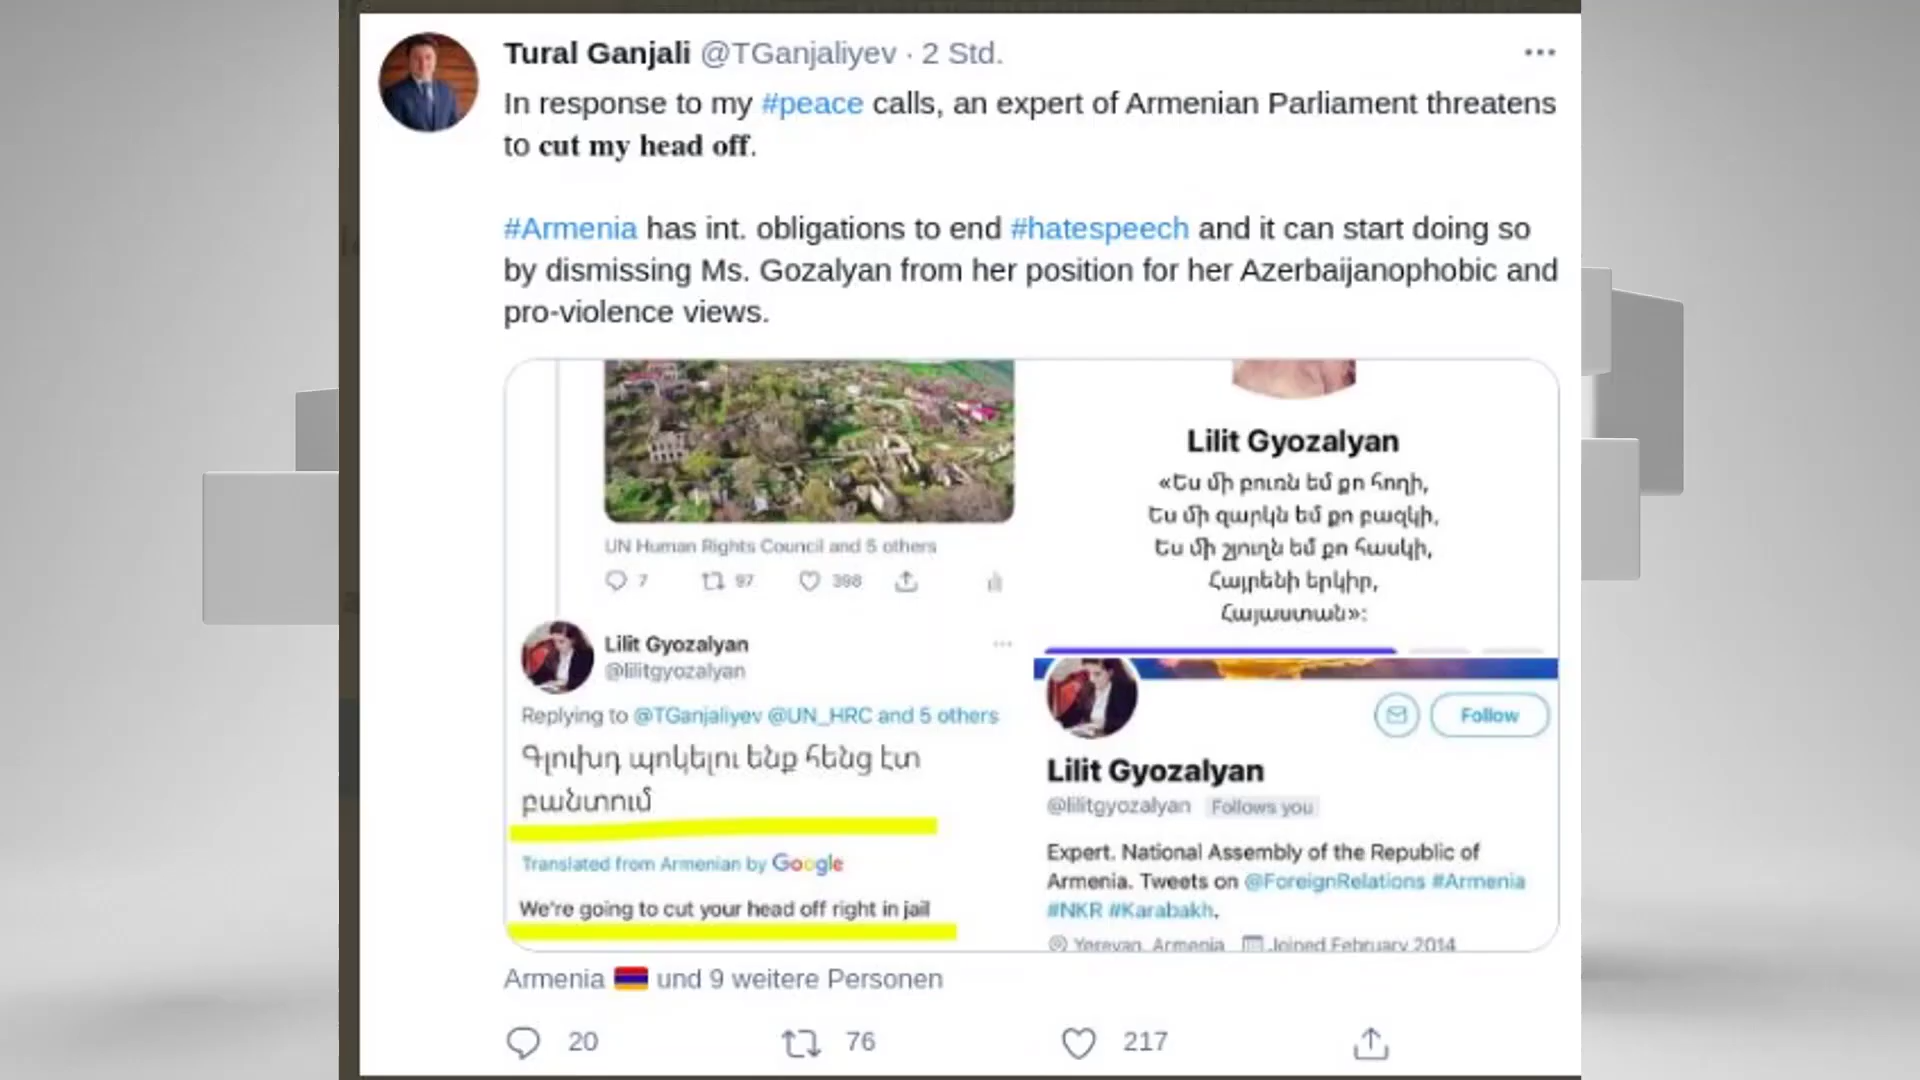 Tural Ganjali @TGanjaliyev · 2 Std.
In response to my #peace calls, an expert of Armenian Parliament threatens
to cut my head off.
#Armenia has int. obligations to end #hatespeech and it can start doing so
by dismissing Ms. Gozalyan from her position for her Azerbaijanophobic and
pro-violence views.
UN Human Rights Council and 5 others
7 97 398
Lilit Gyozalyan
@lilitgyozalyan
Replying to @TGanjaliyev @UN_HRC and 5 others
Գլուխդ պոկելու ենք հենց էտ
բանտում
Translated from Armenian by Google
We're going to cut your head off right in jail
Lilit Gyozalyan
«Ես մի բուռն եմ քո հողի,
Ես մի զարկն եմ քո բազկի,
Ես մի շյուղն եմ քո հասկի,
Հայրենի երկիր,
Հայաստան»:
Follow
Lilit Gyozalyan
@lilitgyozalyan Follows you
Expert. National Assembly of the Republic of
Armenia. Tweets on @ForeignRelations #Armenia
#NKR #Karabakh.
Yerevan, Armenia Joined February 2014
Armenia und 9 weitere Personen
20 76 217